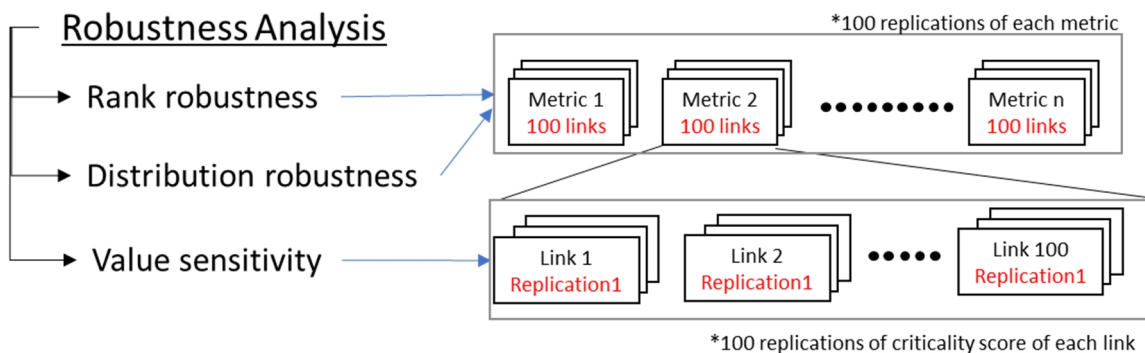 Robustness Analysis
*100 replications of each metric
Rank robustness
Metric 1
100 links
Metric 2
100 links
Metric n
100 links
Distribution robustness
Value sensitivity
Link 1
Replication1
Link 2
Replication1
Link 100
Replication1
*100 replications of criticality score of each link